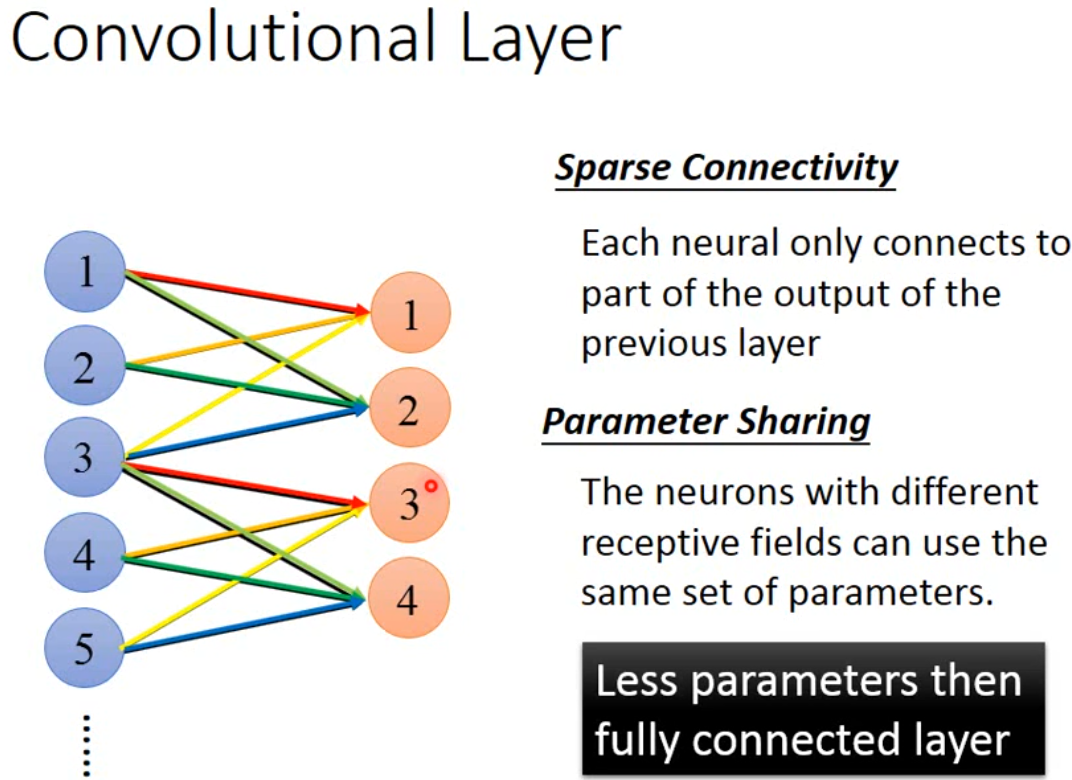 Convolutional Layer
Sparse Connectivity
Each neural only connects to
part of the output of the
previous layer
Parameter Sharing
The neurons with different
receptive fields can use the
same set of parameters.
Less parameters then
fully connected layer
1
2
3
4
5
......
1
2
3
4